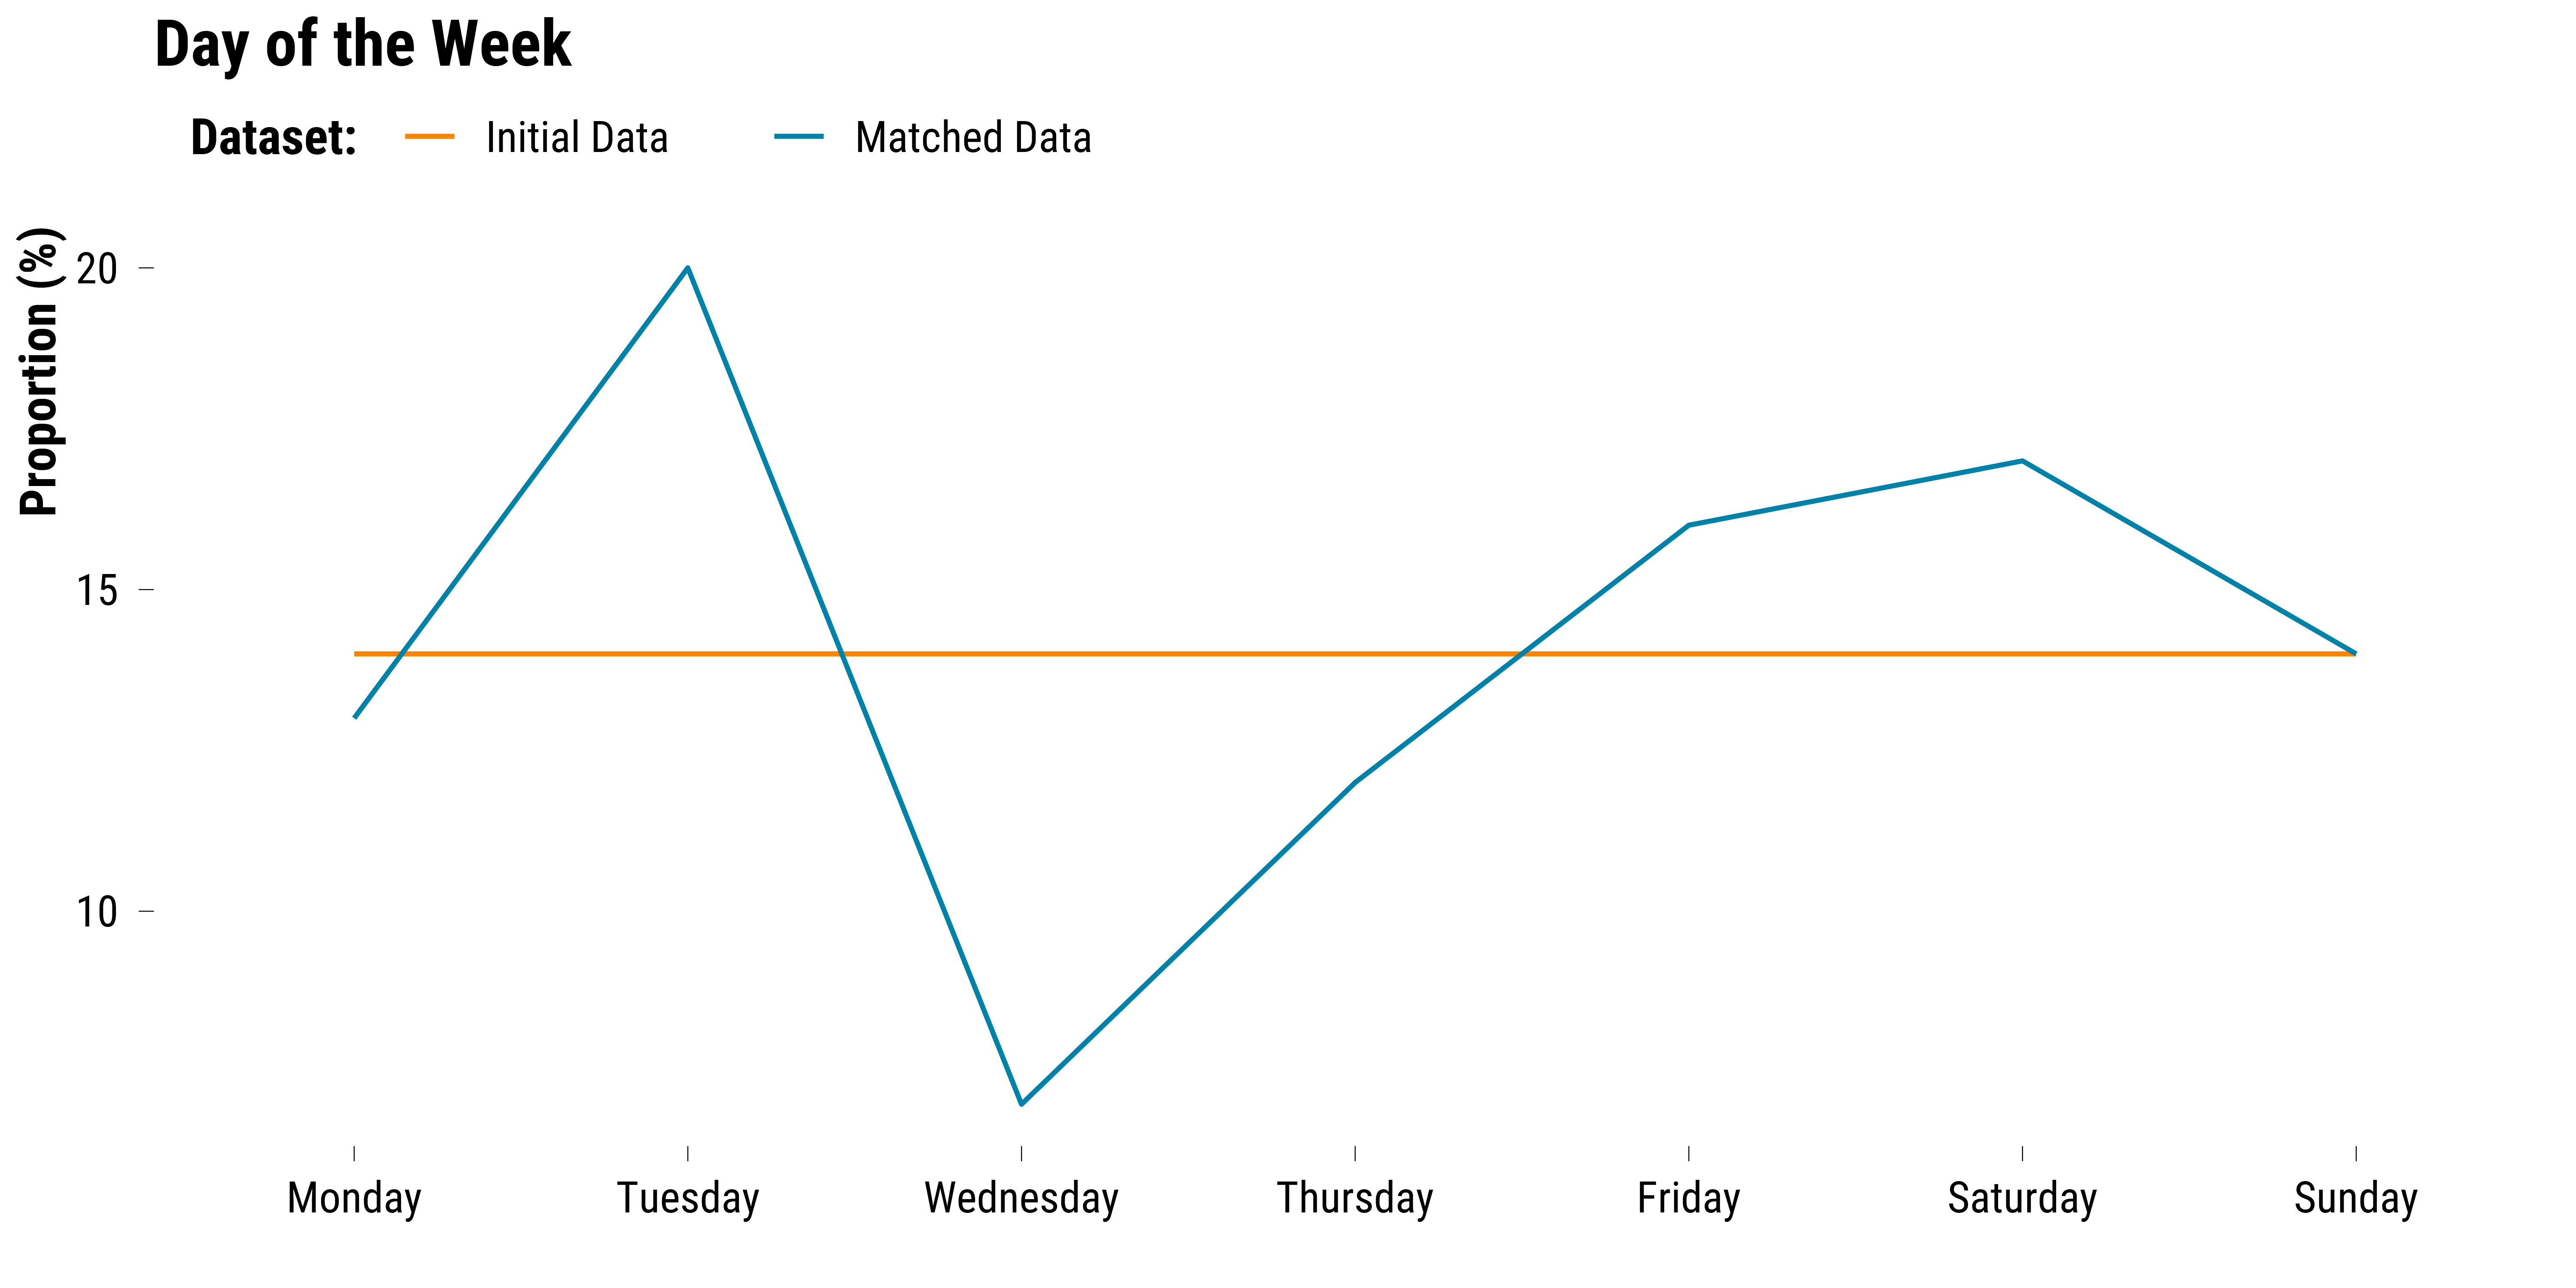 Day of the Week
Dataset: Initial Data Matched Data
Proportion (%)
20
15
10
Monday Tuesday Wednesday Thursday Friday Saturday Sunday